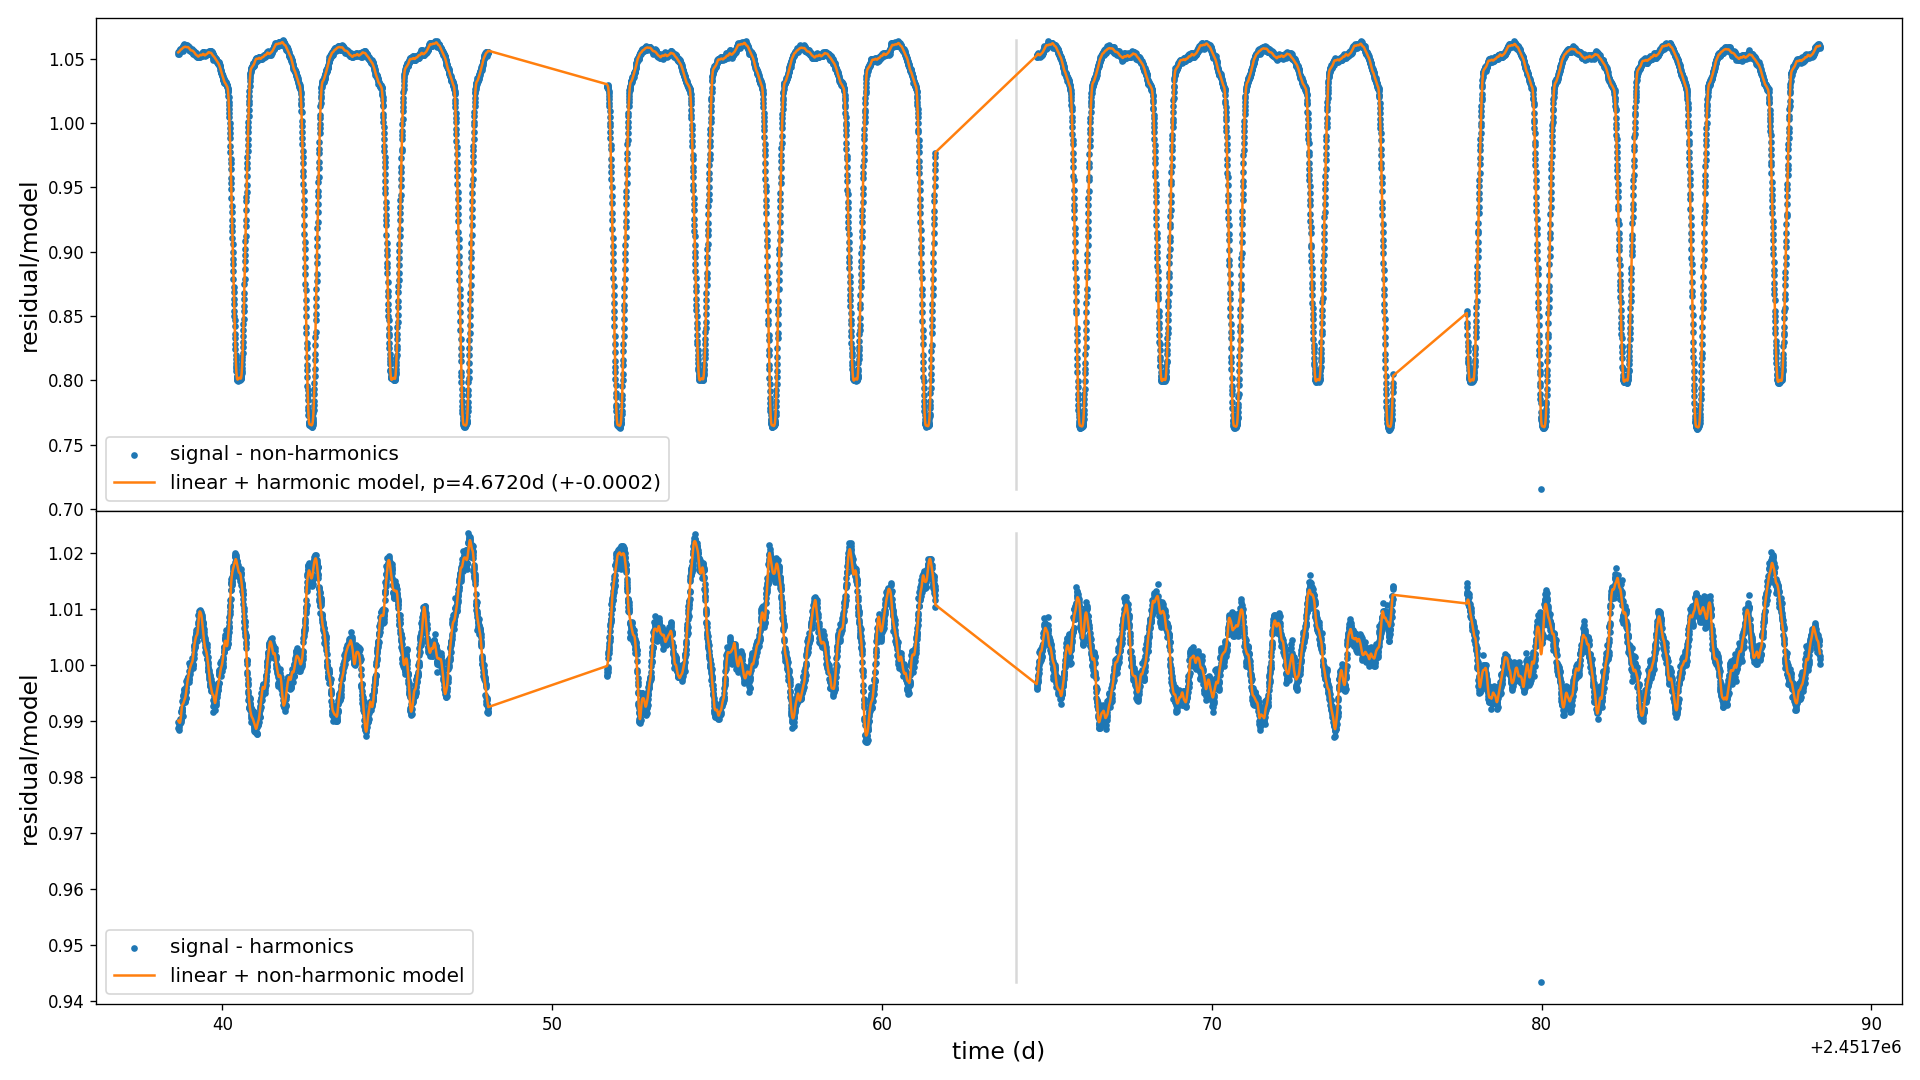 1.05
1.00
0.95
0.90
0.85
0.80
0.75
0.70
residual/model
signal - non-harmonics
linear + harmonic model, p=4.6720d (+-0.0002)
1.02
1.01
1.00
0.99
0.98
0.97
0.96
0.95
0.94
residual/model
signal - harmonics
linear + non-harmonic model
40 50 60 70 80 90
time (d)
+2.4517e6